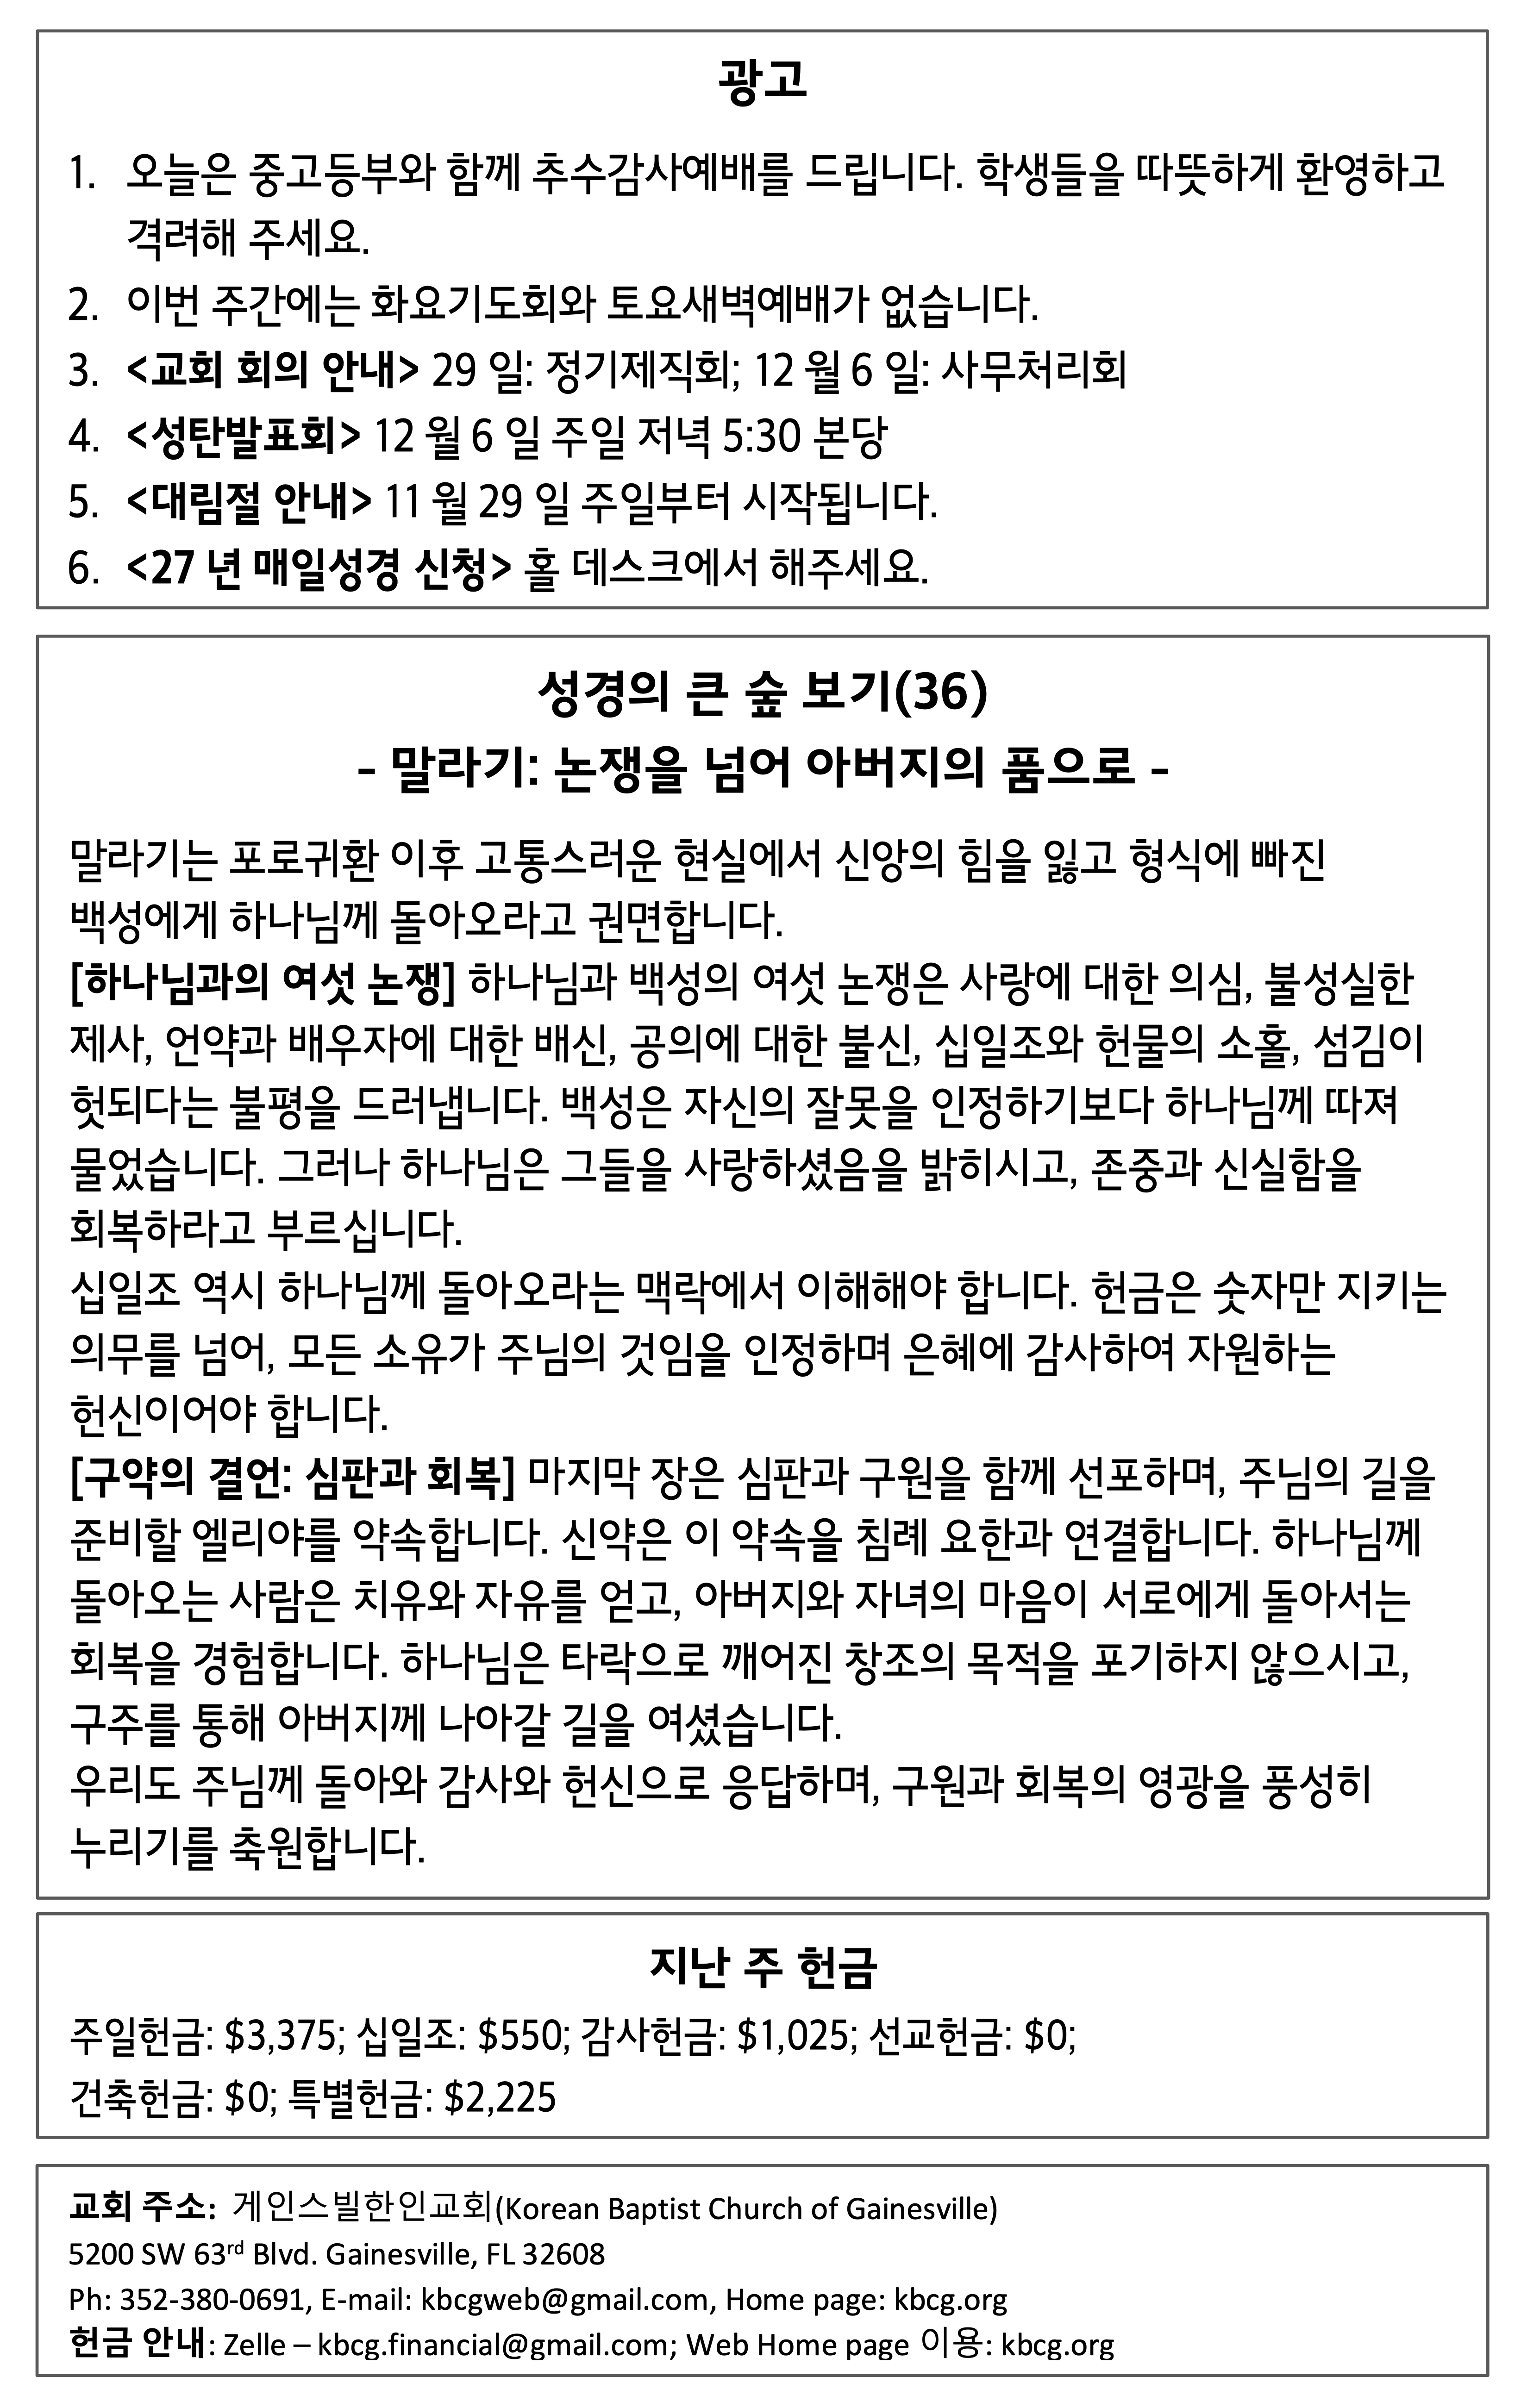 광고
1. 오늘은 중고등부와 함께 추수감사예배를 드립니다. 학생들을 따뜻하게 환영하고
격려해 주세요.
2. 이번 주간에는 화요기도회와 토요새벽예배가 없습니다.
3. <교회 회의 안내> 29 일: 정기제직회; 12 월 6 일: 사무처리회
4. <성탄발표회> 12 월 6 일 주일 저녁 5:30 본당
5. <대림절 안내> 11 월 29 일 주일부터 시작됩니다.
6. <27 년 매일성경 신청> 홀 데스크에서 해주세요.
성경의 큰 숲 보기(36)
- 말라기: 논쟁을 넘어 아버지의 품으로 -
말라기는 포로귀환 이후 고통스러운 현실에서 신앙의 힘을 잃고 형식에 빠진
백성에게 하나님께 돌아오라고 권면합니다.
[하나님과의 여섯 논쟁] 하나님과 백성의 여섯 논쟁은 사랑에 대한 의심, 불성실한
제사, 언약과 배우자에 대한 배신, 공의에 대한 불신, 십일조와 헌물의 소홀, 섬김이
헛되다는 불평을 드러냅니다. 백성은 자신의 잘못을 인정하기보다 하나님께 따져
물었습니다. 그러나 하나님은 그들을 사랑하셨음을 밝히시고, 존중과 신실함을
회복하라고 부르십니다.
십일조 역시 하나님께 돌아오라는 맥락에서 이해해야 합니다. 헌금은 숫자만 지키는
의무를 넘어, 모든 소유가 주님의 것임을 인정하며 은혜에 감사하여 자원하는
헌신이어야 합니다.
[구약의 결언: 심판과 회복] 마지막 장은 심판과 구원을 함께 선포하며, 주님의 길을
준비할 엘리야를 약속합니다. 신약은 이 약속을 침례 요한과 연결합니다. 하나님께
돌아오는 사람은 치유와 자유를 얻고, 아버지와 자녀의 마음이 서로에게 돌아서는
회복을 경험합니다. 하나님은 타락으로 깨어진 창조의 목적을 포기하지 않으시고,
구주를 통해 아버지께 나아갈 길을 여셨습니다.
우리도 주님께 돌아와 감사와 헌신으로 응답하며, 구원과 회복의 영광을 풍성히
누리기를 축원합니다.
지난 주 헌금
주일헌금: $3,375; 십일조: $550; 감사헌금: $1,025; 선교헌금: $0;
건축헌금: $0; 특별헌금: $2,225
교회 주소: 게인스빌한인교회(Korean Baptist Church of Gainesville)
5200 SW 63rd Blvd. Gainesville, FL 32608
Ph: 352-380-0691, E-mail: kbcgweb@gmail.com, Home page: kbcg.org
헌금 안내: Zelle – kbcg.financial@gmail.com; Web Home page 이용: kbcg.org